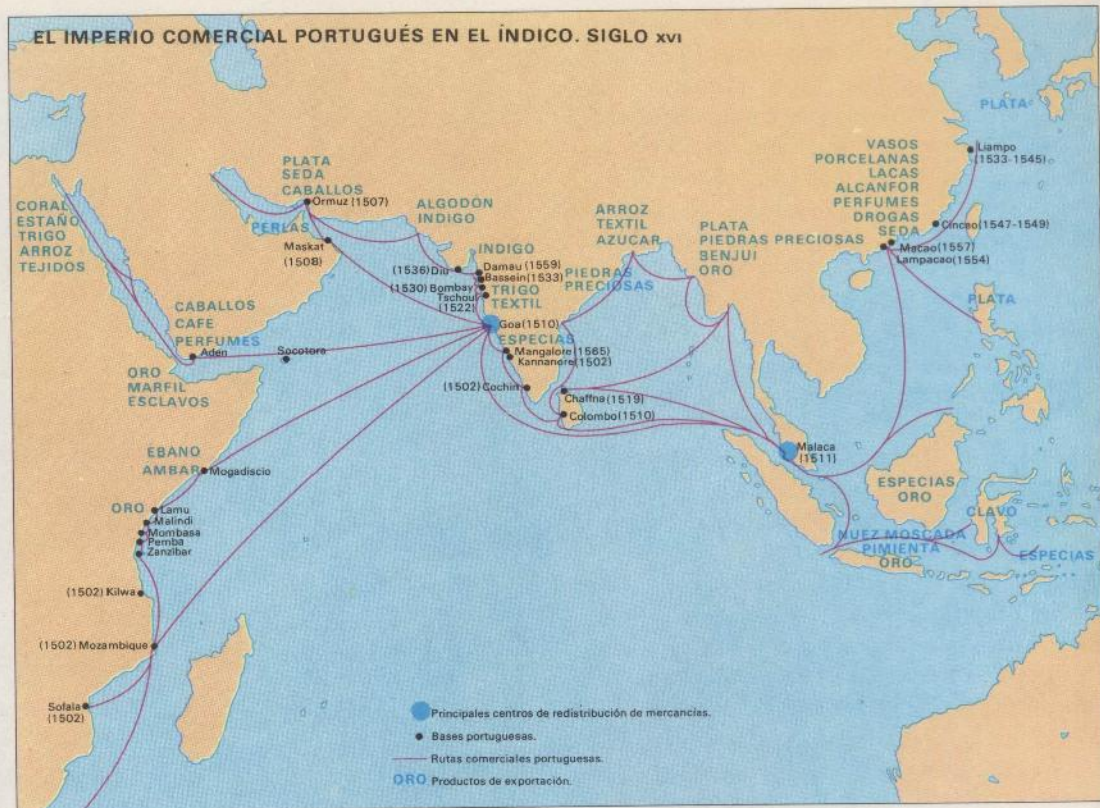 EL IMPERIO COMERCIAL PORTUGUÉS EN EL ÍNDICO. SIGLO XVI
PLATA
VASOS
PORCELANAS
LACAS
ALCANFOR
PERFUMES
DROGAS
SEDA
Liampo
(1533-1545)
Cincao (1547-1549)
Macao (1557)
Lampacao (1554)
PLATA
SEDA
CABALLOS
Ormuz (1507)
PERLAS
Maskat
(1508)
CORAL
ESTAÑO
TRIGO
ARROZ
TEJIDOS
ALGODÓN
INDIGO
ARROZ
TEXTIL
AZUCAR
PLATA
PIEDRAS PRECIOSAS
BENJUI
ORO
INDIGO
(1536) Diu
Damau (1559)
Bassein (1533)
(1530) Bombay
Tschoul
(1522)
TRIGO
TEXTIL
PIEDRAS
PRECIOSAS
PLATA
CABALLOS
CAFE
PERFUMES
Aden
Socotora
Goa (1510)
ESPECIAS
Mangalore (1565)
Kannanore (1502)
(1502) Cochin
Chaffna (1519)
Colombo (1510)
ORO
MARFIL
ESCLAVOS
EBANO
AMBAR
Mogadiscio
Malaca
(1511)
ESPECIAS
ORO
CLAVO
ORO
Lamu
Malindi
Mombasa
Pemba
Zanzibar
NUEZ MOSCADA
PIMIENTA
ORO
ESPECIAS
(1502) Kilwa
(1502) Mozambique
Sofala
(1502)
Principales centros de redistribución de mercancías.
Bases portuguesas.
Rutas comerciales portuguesas.
ORO Productos de exportación.